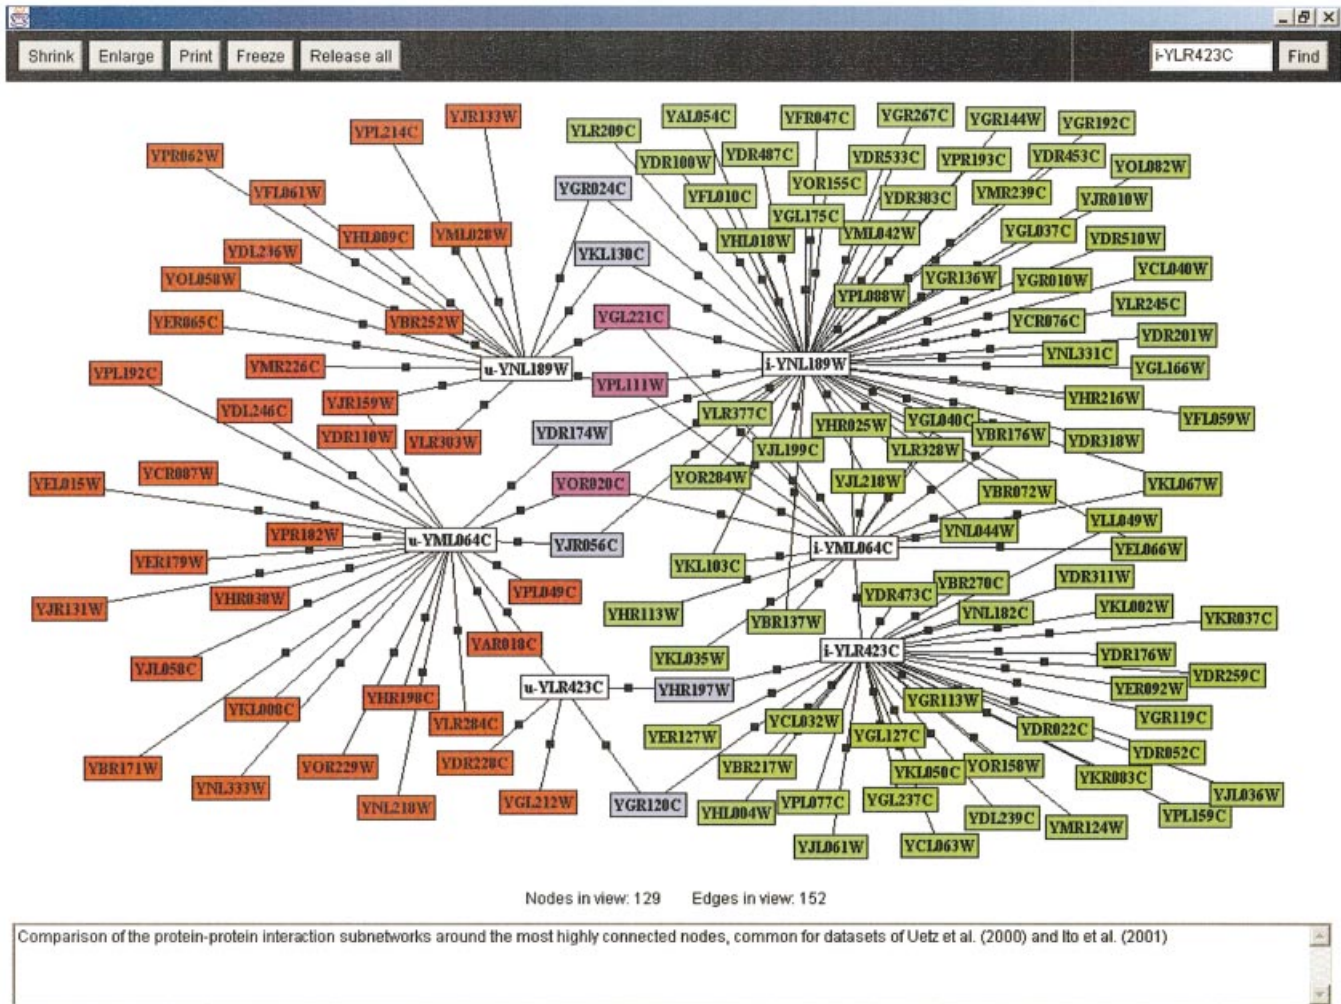 Shrink Enlarge Print Freeze Release all i-YLR423C Find
YJR133W YLR209C YAL054C YFR047C YGR267C YGR144W YGR192C
YPL214C
YPR062W YDR100W YDR487C YDR533C YPR193C YDR453C YOL082W
YFL061W YGR024C YFL010C YOR155C YDR383C YMR239C YJR010W
YGL175C
YHL009C YML028W YHL018W YML042W YGL037C YDR510W
YDL236W YKL130C
YOL058W YGR136W YGR010W YCL040W
YPL088W YLR245C
YER065C YBR252W YGL221C YCR076C YDR201W
YMR226C u-YNL189W i-YNL189W YNL331C YGL166W
YPL192C YPL111W
YJR159W YHR216W YFL059W
YDL246C YLR377C YGL040C
YDR110W YLR303W YDR174W YHR025W YBR176W YDR318W
YJL199C YLR328W
YCR087W YEL015W YOR020C YOR284W YJL218W YBR072W YKL067W
YPR182W u-YML064C YJR056C i-YML064C YNL044W YLL049W
YEL066W
YER179W YKL103C
YJR131W YHR038W YPL049C YDR473C YBR270C YDR311W
YHR113W YBR137W YNL182C YKL002W YKR037C
YJL058C YAR018C YKL035W i-YLR423C YDR176W
YHR198C u-YLR423C YHR197W YER092W YDR259C
YKL008C YLR284C YER127W YCL032W YGR113W YGR119C
YGL127C YDR022C
YBR171W YOR229W YDR228C YBR217W YKL050C YOR158W YKR083C YDR052C
YNL333W YNL218W YGL212W YGR120C YHL004W YPL077C YGL237C YDL239C YMR124W YPL159C YJL036W
YJL061W YCL063W
Nodes in view: 129 Edges in view: 152
Comparison of the protein-protein interaction subnetworks around the most highly connected nodes, common for datasets of Uetz et al. (2000) and Ito et al. (2001)